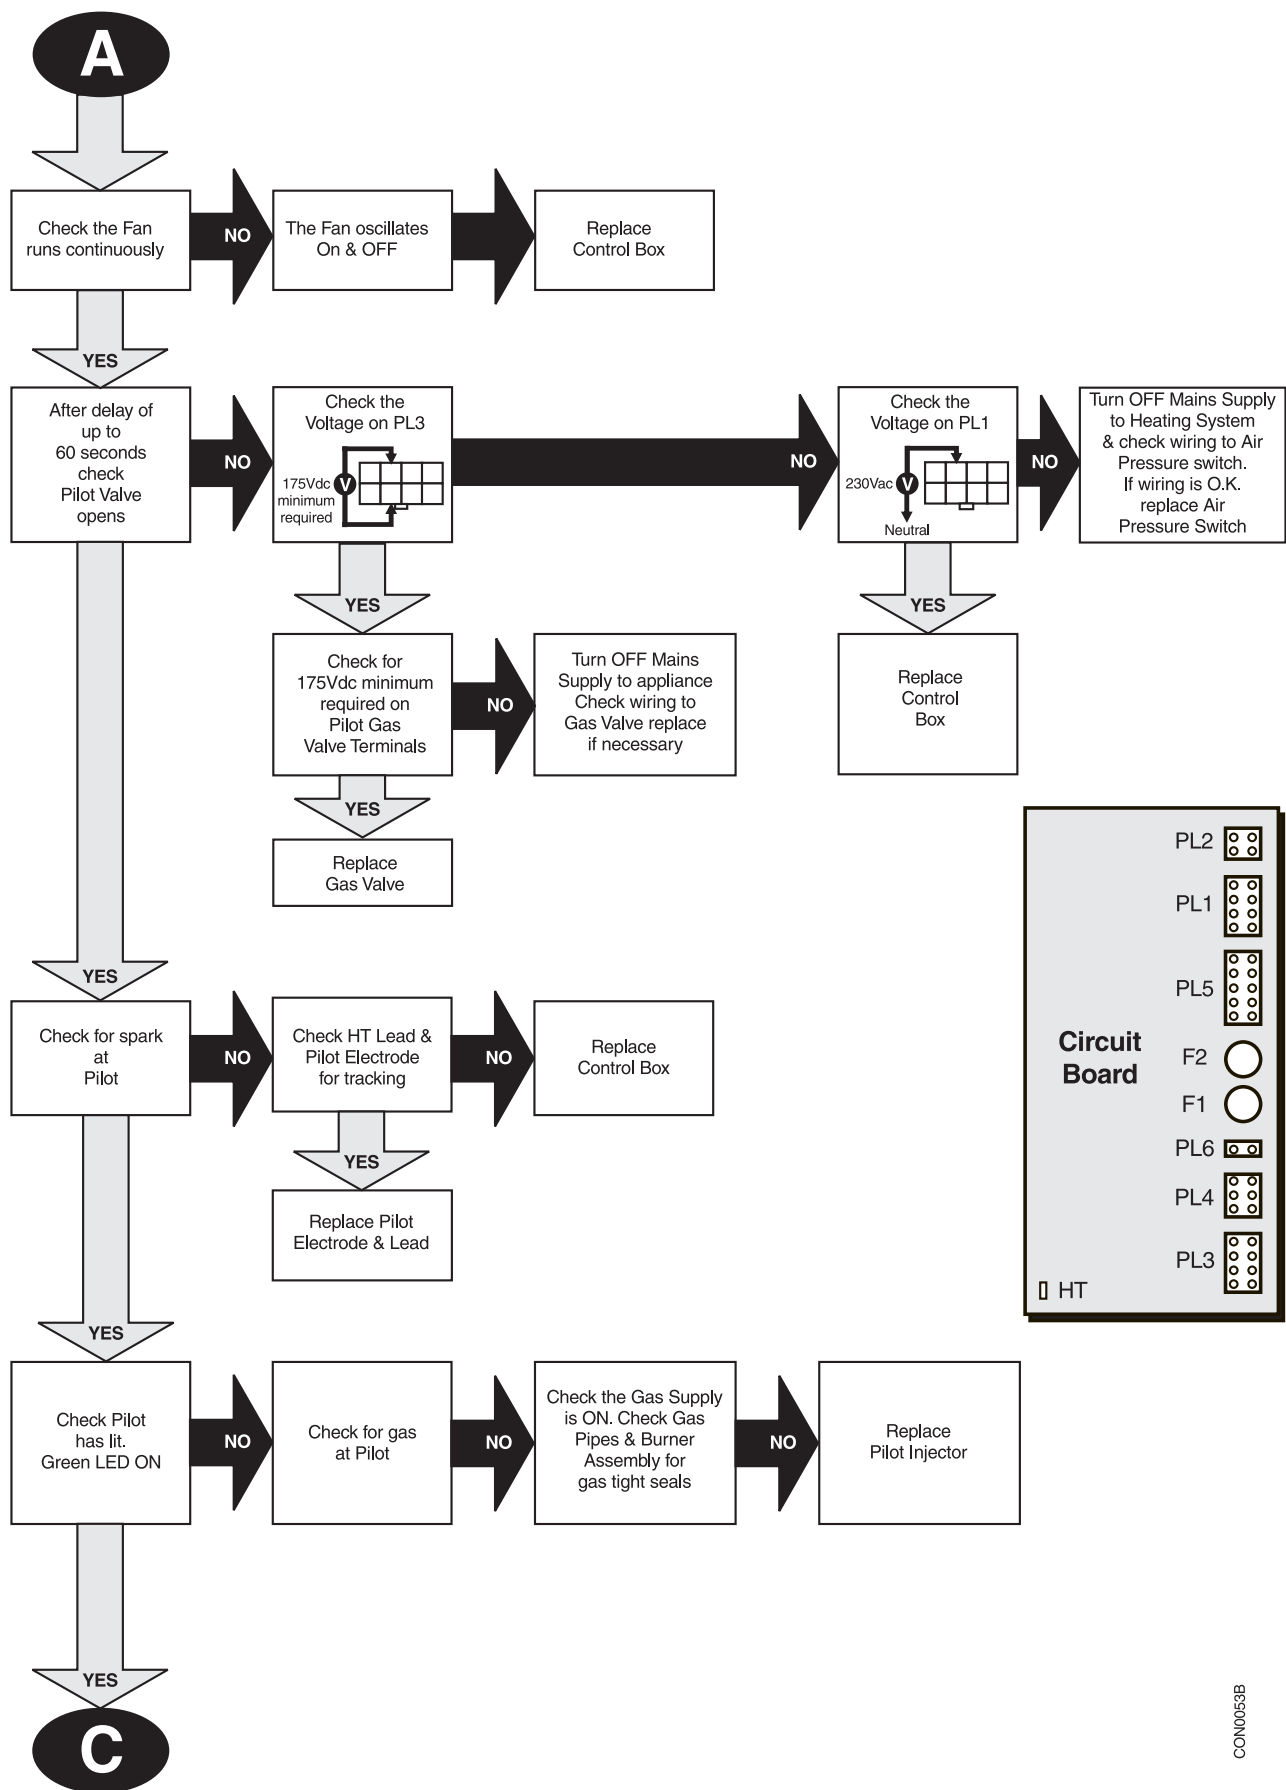 A
Check the Fan
runs continuously
NO
The Fan oscillates
On & OFF
Replace
Control Box
YES
After delay of
up to
60 seconds
check
Pilot Valve
opens
NO
Check the
Voltage on PL3
175Vdc
minimum
required
V
NO
Check the
Voltage on PL1
230Vac
V
Neutral
NO
Turn OFF Mains Supply
to Heating System
& check wiring to Air
Pressure switch.
If wiring is O.K.
replace Air
Pressure Switch
YES
YES
Check for
175Vdc minimum
required on
Pilot Gas
Valve Terminals
NO
Turn OFF Mains
Supply to appliance
Check wiring to
Gas Valve replace
if necessary
Replace
Control
Box
YES
Replace
Gas Valve
YES
Check for spark
at
Pilot
NO
Check HT Lead &
Pilot Electrode
for tracking
NO
Replace
Control Box
YES
Replace Pilot
Electrode & Lead
Circuit
Board
PL2
PL1
PL5
F2
F1
PL6
PL4
PL3
HT
YES
Check Pilot
has lit.
Green LED ON
NO
Check for gas
at Pilot
NO
Check the Gas Supply
is ON. Check Gas
Pipes & Burner
Assembly for
gas tight seals
NO
Replace
Pilot Injector
YES
C
CON0053B